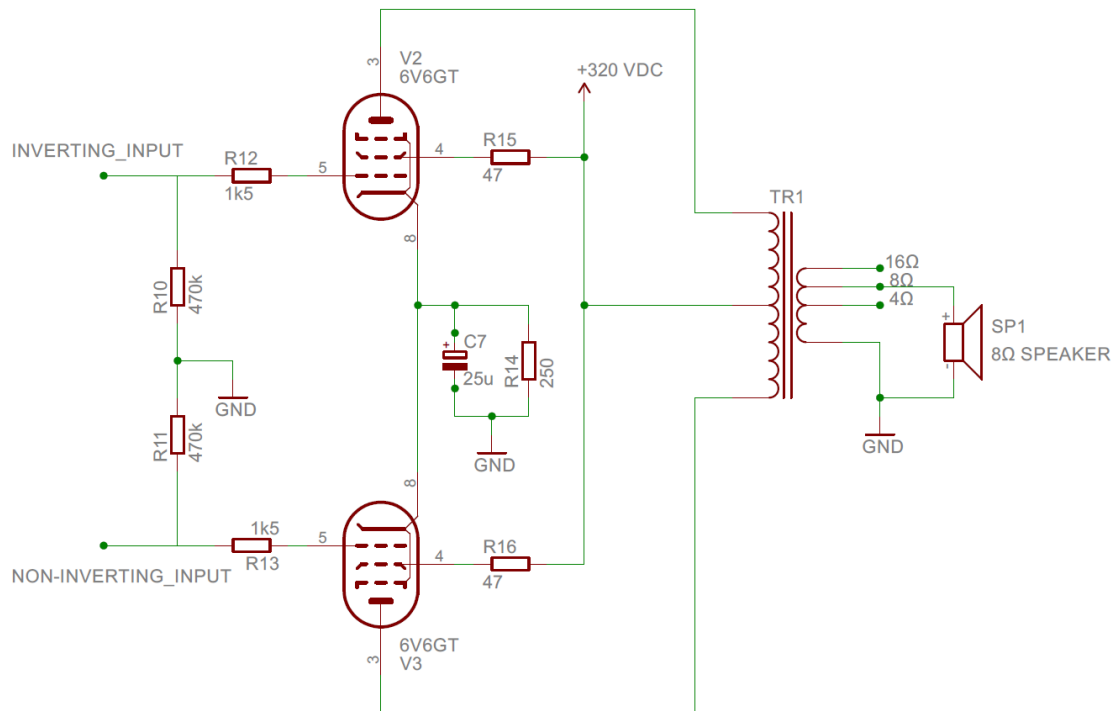 V2
6V6GT
3
+320 VDC
INVERTING_INPUT
R12
1k5
5
4
R15
47
8
TR1
16Ω
8Ω
4Ω
R10
470k
GND
+
C7
25u
R14
250
GND
+
-
SP1
8Ω SPEAKER
GND
R11
470k
8
1k5
R13
5
4
R16
47
NON-INVERTING_INPUT
6V6GT
V3
3